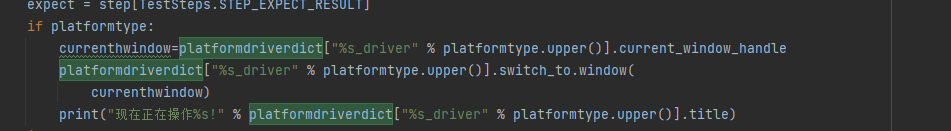 expect = step[TestSteps.STEP_EXPECT_RESULT]
if platformtype:
currenthwindow=platformdriverdict["%s_driver" % platformtype.upper()].current_window_handle
platformdriverdict["%s_driver" % platformtype.upper()].switch_to.window(
currenthwindow)
print("现在正在操作%s!" % platformdriverdict["%s_driver" % platformtype.upper()].title)